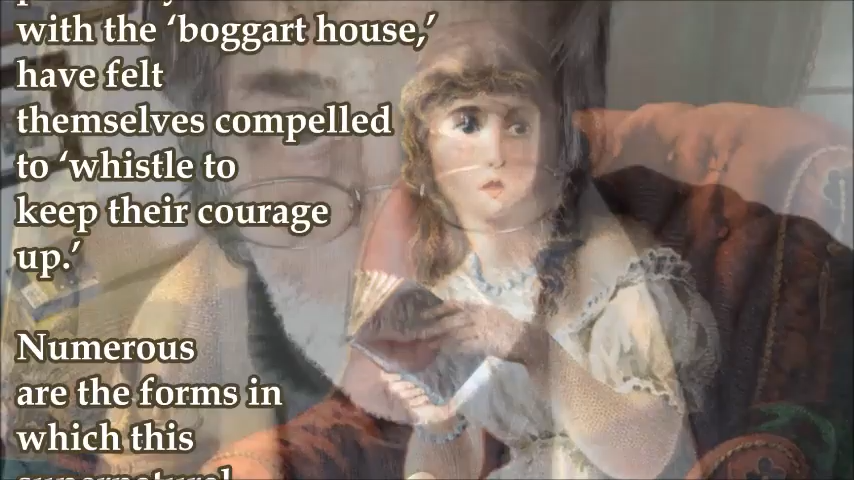 with the ‘boggart house,’
have felt
themselves compelled
to ‘whistle to
keep their courage
up.’
Numerous
are the forms in
which this
supernatural